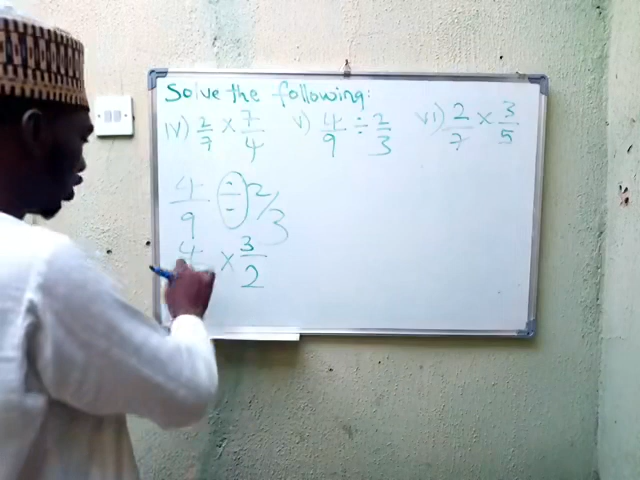 Solve the following:
iv) 2/7 × 7/4 v) 4/9 ÷ 2/3 vi) 2/7 × 3/5
4/9 ÷ 2/3
4 × 3/2